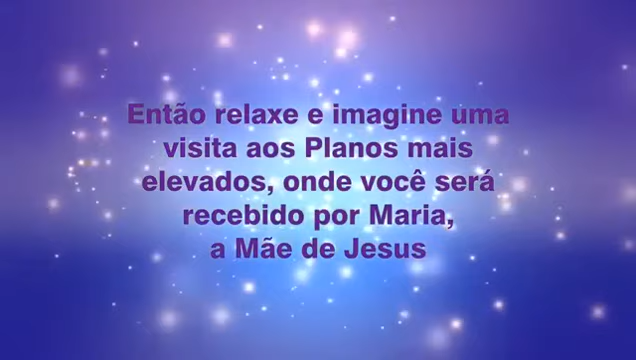 Então relaxe e imagine uma
visita aos Planos mais
elevados, onde você será
recebido por Maria,
a Mãe de Jesus